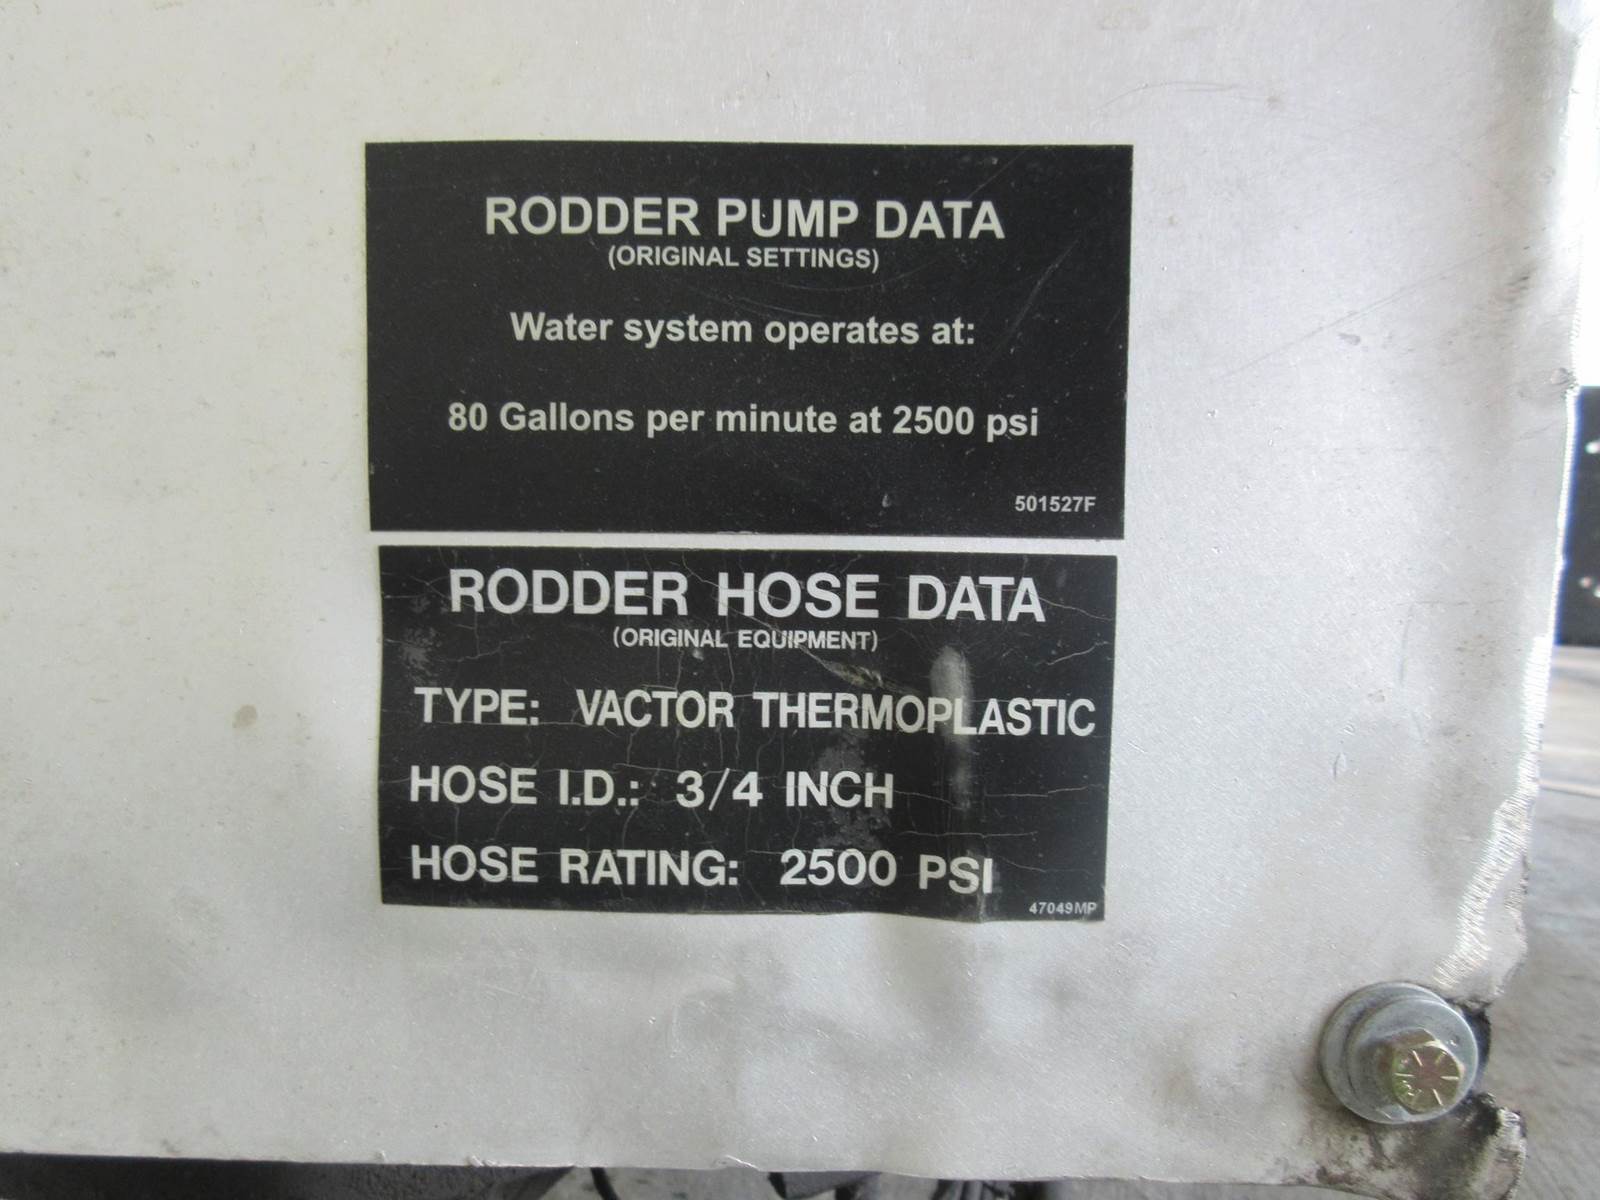 RODDER PUMP DATA
(ORIGINAL SETTINGS)
Water system operates at:
80 Gallons per minute at 2500 psi
501527F
RODDER HOSE DATA
(ORIGINAL EQUIPMENT)
TYPE: VACTOR THERMOPLASTIC
HOSE I.D.: 3/4 INCH
HOSE RATING: 2500 PSI
47049MP